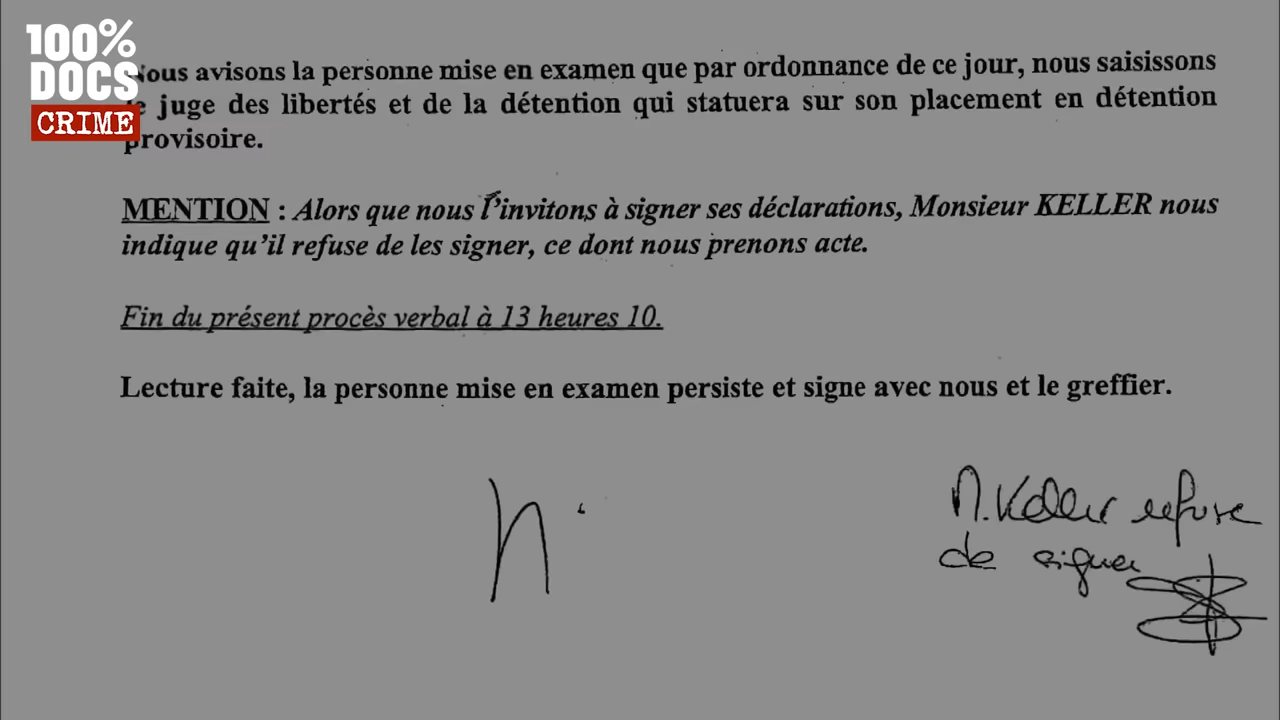 100%
DOCS
CRIME
Nous avisons la personne mise en examen que par ordonnance de ce jour, nous saisissons
le juge des libertés et de la détention qui statuera sur son placement en détention
provisoire.
MENTION : Alors que nous l'invitons à signer ses déclarations, Monsieur KELLER nous
indique qu'il refuse de les signer, ce dont nous prenons acte.
Fin du présent procès verbal à 13 heures 10.
Lecture faite, la personne mise en examen persiste et signe avec nous et le greffier.
M. Keller refuse
de signer